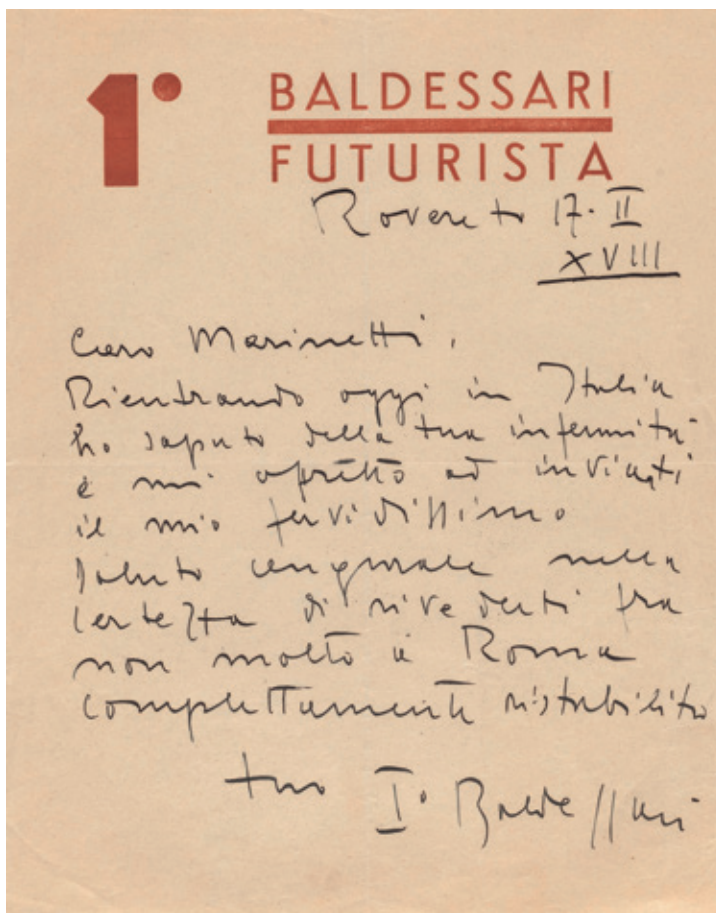 1° BALDESSARI
FUTURISTA
Rovereto 17·II
XVIII
Caro Marinetti,
Rientrando oggi in Italia
ho saputo della tua infermità
e mi affretto ad inviarti
il mio fervidissimo
saluto augurale nella
certezza di rivederti fra
non molto a Roma
complettamente ristabilito
tuo I° Baldessari